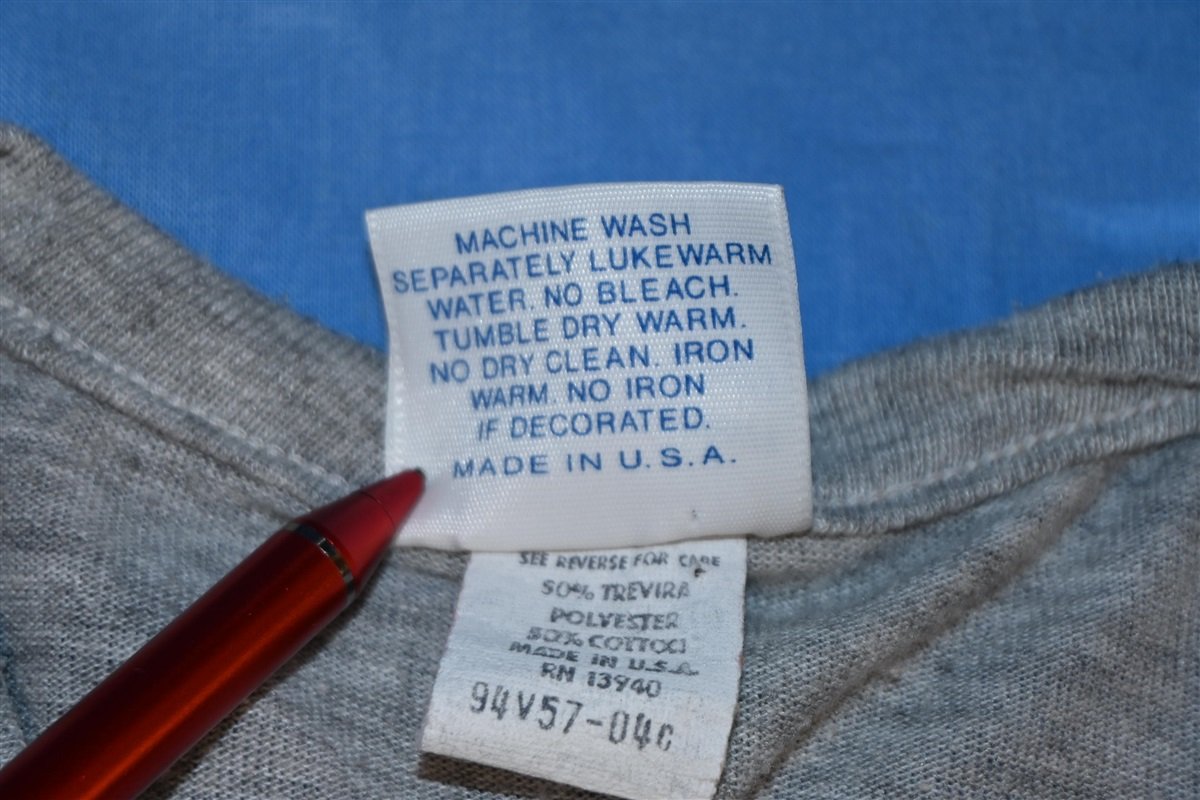 MACHINE WASH
SEPARATELY LUKEWARM
WATER. NO BLEACH.
TUMBLE DRY WARM.
NO DRY CLEAN. IRON
WARM NO IRON
IF DECORATED.
MADE IN U.S.A.
SEE REVERSE FOR CARE
50% TREVIRA
POLYESTER
50% COTTON
MADE IN U.S.A
RN 13940
94V57-04C